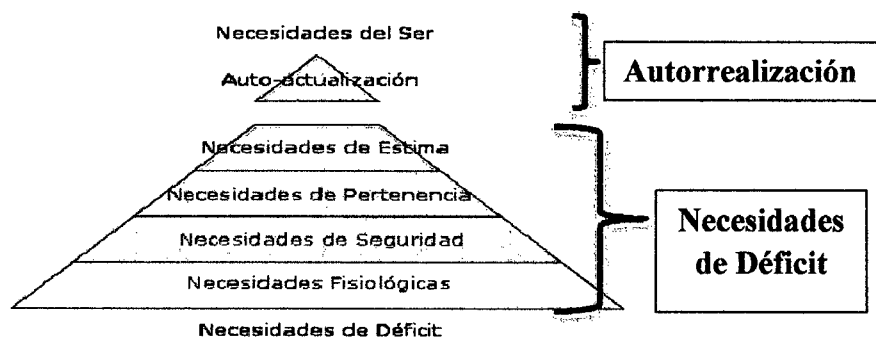 Necesidades del Ser
Auto-actualización
Autorrealización
Necesidades de Estima
Necesidades de Pertenencia
Necesidades de Seguridad
Necesidades Fisiológicas
Necesidades de Déficit
Necesidades
de Déficit